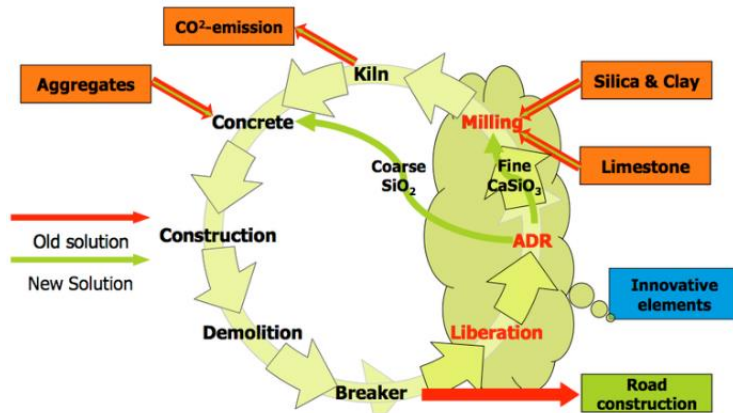 CO²-emission
Kiln
Aggregates
Silica & Clay
Concrete
Milling
Coarse
SiO₂
Fine
CaSiO₃
Limestone
Construction
ADR
Old solution
New Solution
Innovative
elements
Demolition
Liberation
Breaker
Road
construction